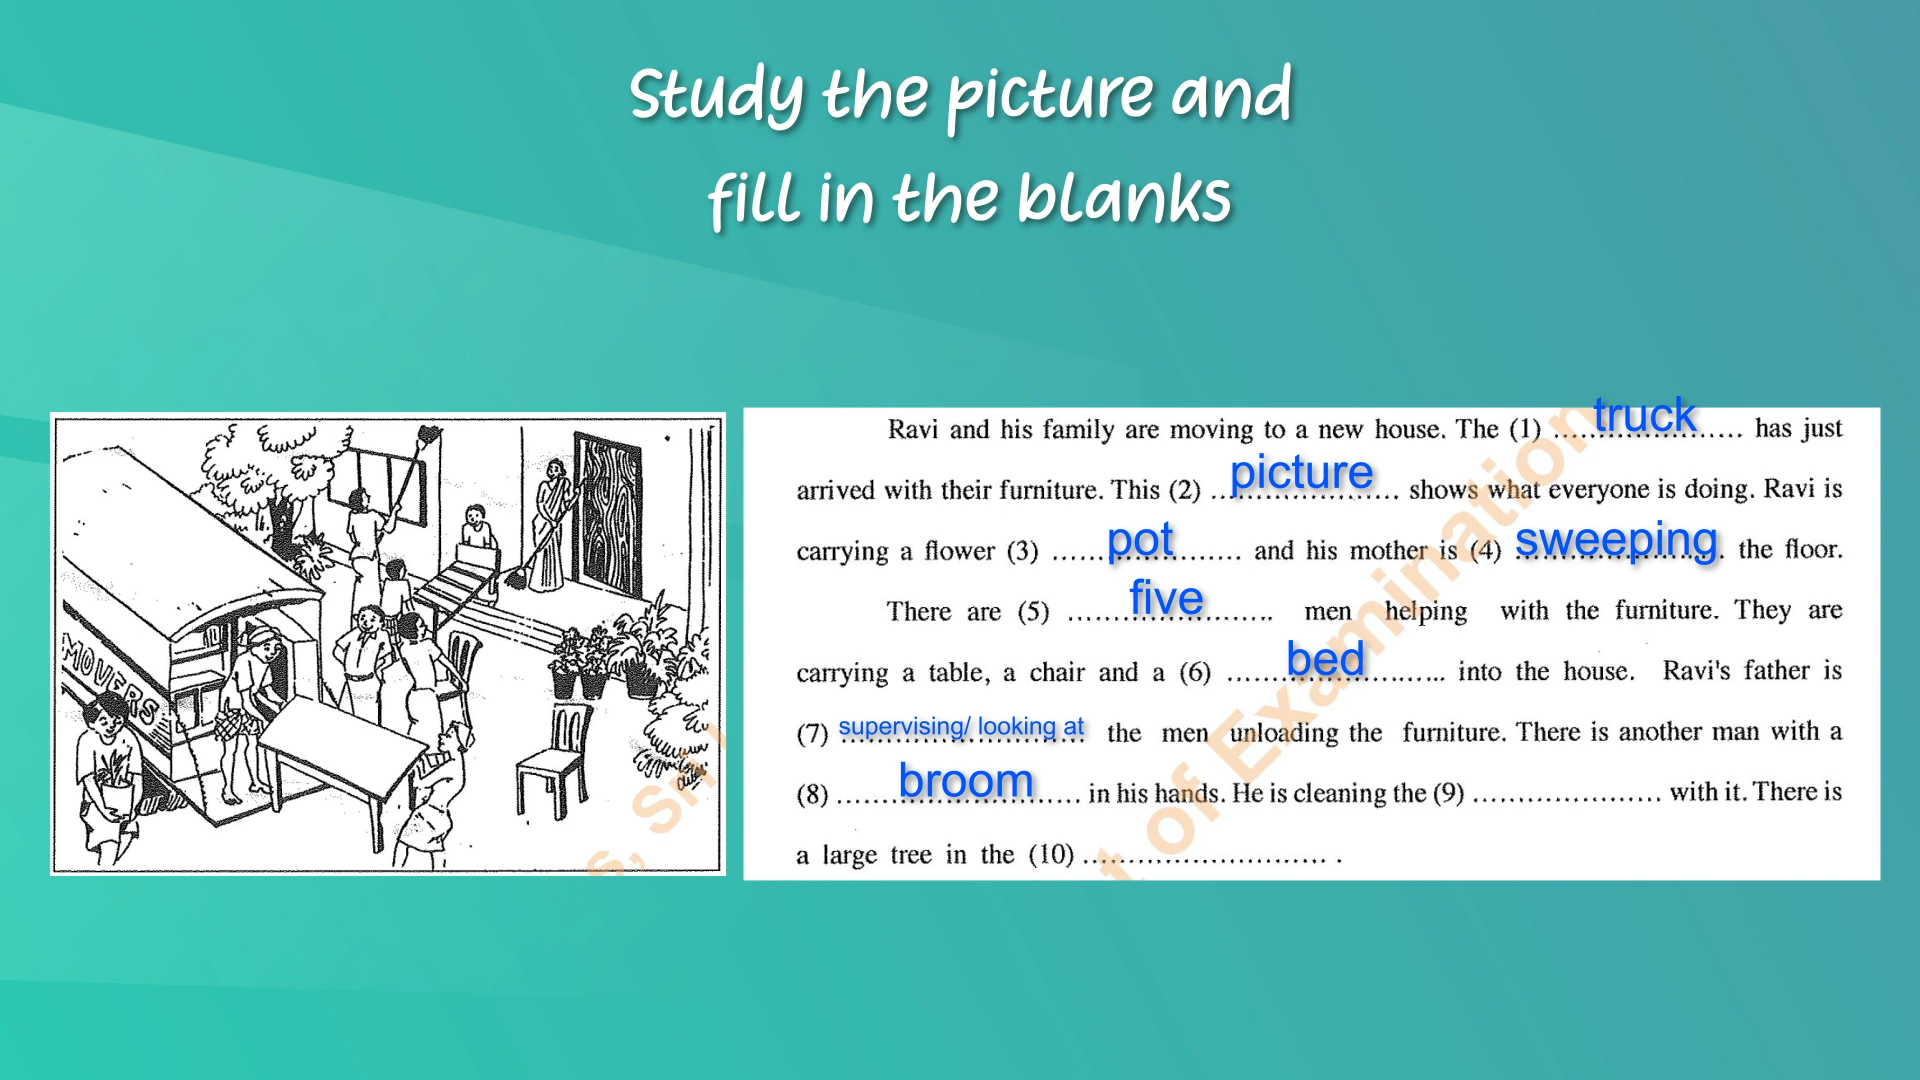 Study the picture and
fill in the blanks
MOVERS
Ravi and his family are moving to a new house. The (1) .....truck..... has just
arrived with their furniture. This (2) .....picture..... shows what everyone is doing. Ravi is
carrying a flower (3) .....pot..... and his mother is (4) .....sweeping..... the floor.
There are (5) .....five..... men helping with the furniture. They are
carrying a table, a chair and a (6) .....bed..... into the house. Ravi's father is
(7) supervising/ looking at the men unloading the furniture. There is another man with a
(8) .....broom..... in his hands. He is cleaning the (9) ..................... with it. There is
a large tree in the (10) ........................... .
t of Examination